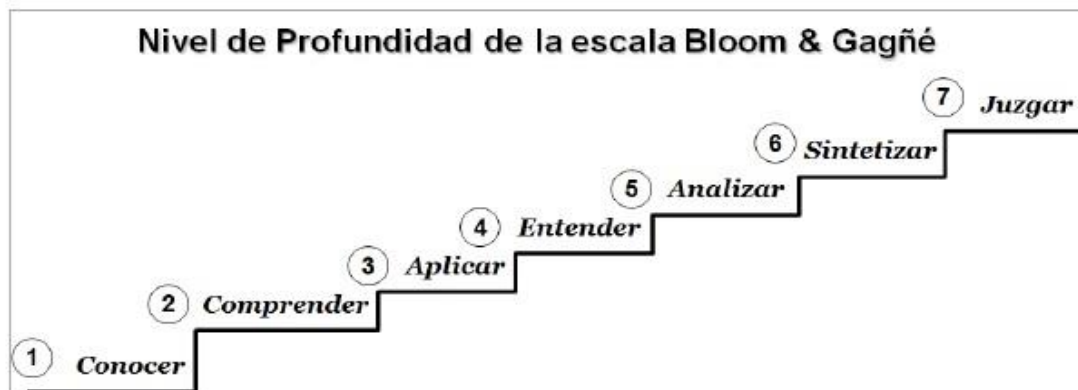 Nivel de Profundidad de la escala Bloom & Gagñé
7 Juzgar
6 Sintetizar
5 Analizar
4 Entender
3 Aplicar
2 Comprender
1 Conocer